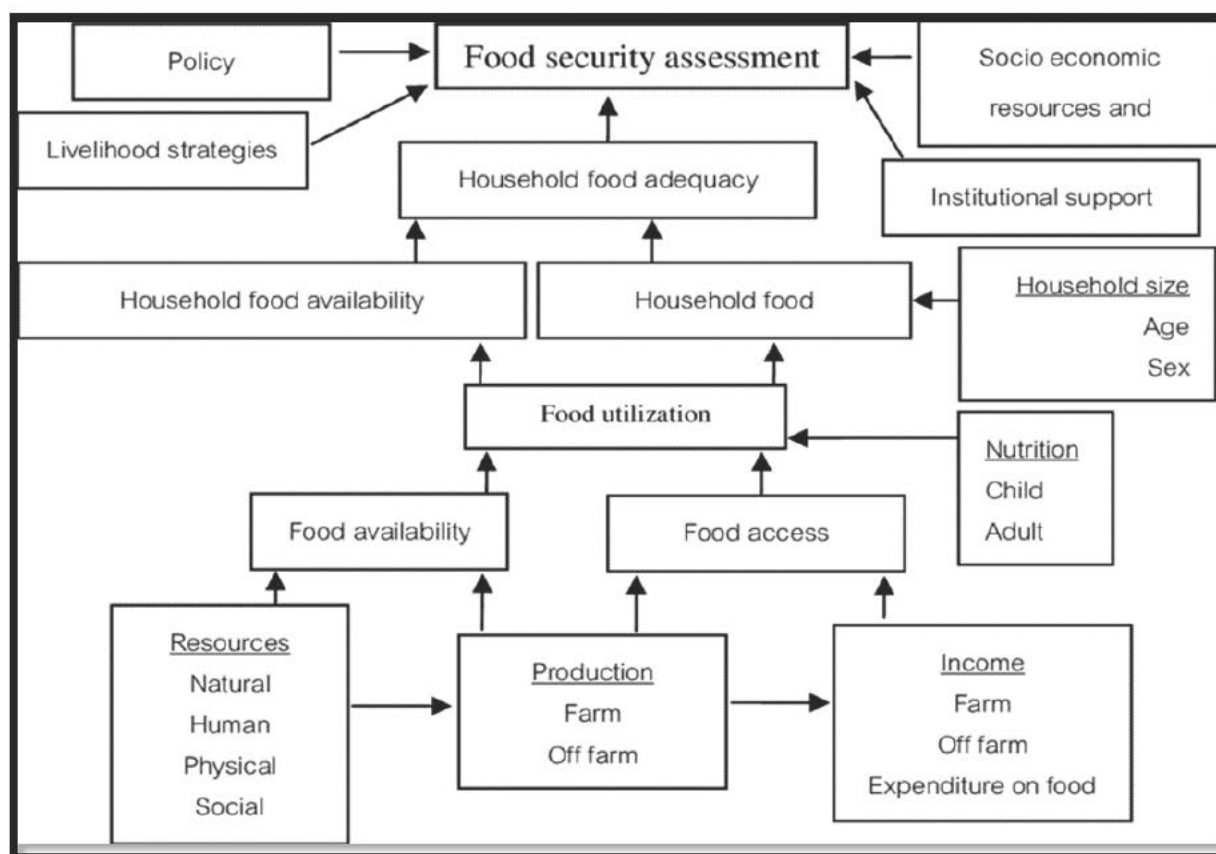 Policy
Food security assessment
Socio economic
resources and
Livelihood strategies
Household food adequacy
Institutional support
Household food availability
Household food
Household size
Age
Sex
Food utilization
Nutrition
Child
Adult
Food availability
Food access
Resources
Natural
Human
Physical
Social
Production
Farm
Off farm
Income
Farm
Off farm
Expenditure on food